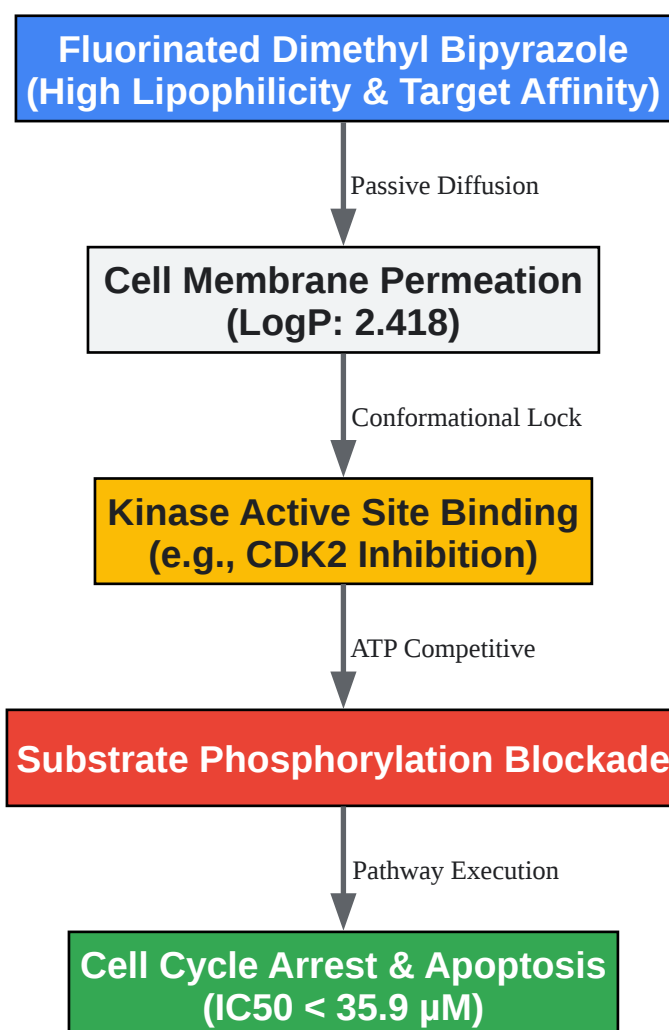 Fluorinated Dimethyl Bipyrazole
(High Lipophilicity & Target Affinity)
Passive Diffusion
Cell Membrane Permeation
(LogP: 2.418)
Conformational Lock
Kinase Active Site Binding
(e.g., CDK2 Inhibition)
ATP Competitive
Substrate Phosphorylation Blockade
Pathway Execution
Cell Cycle Arrest & Apoptosis
(IC50 < 35.9 µM)